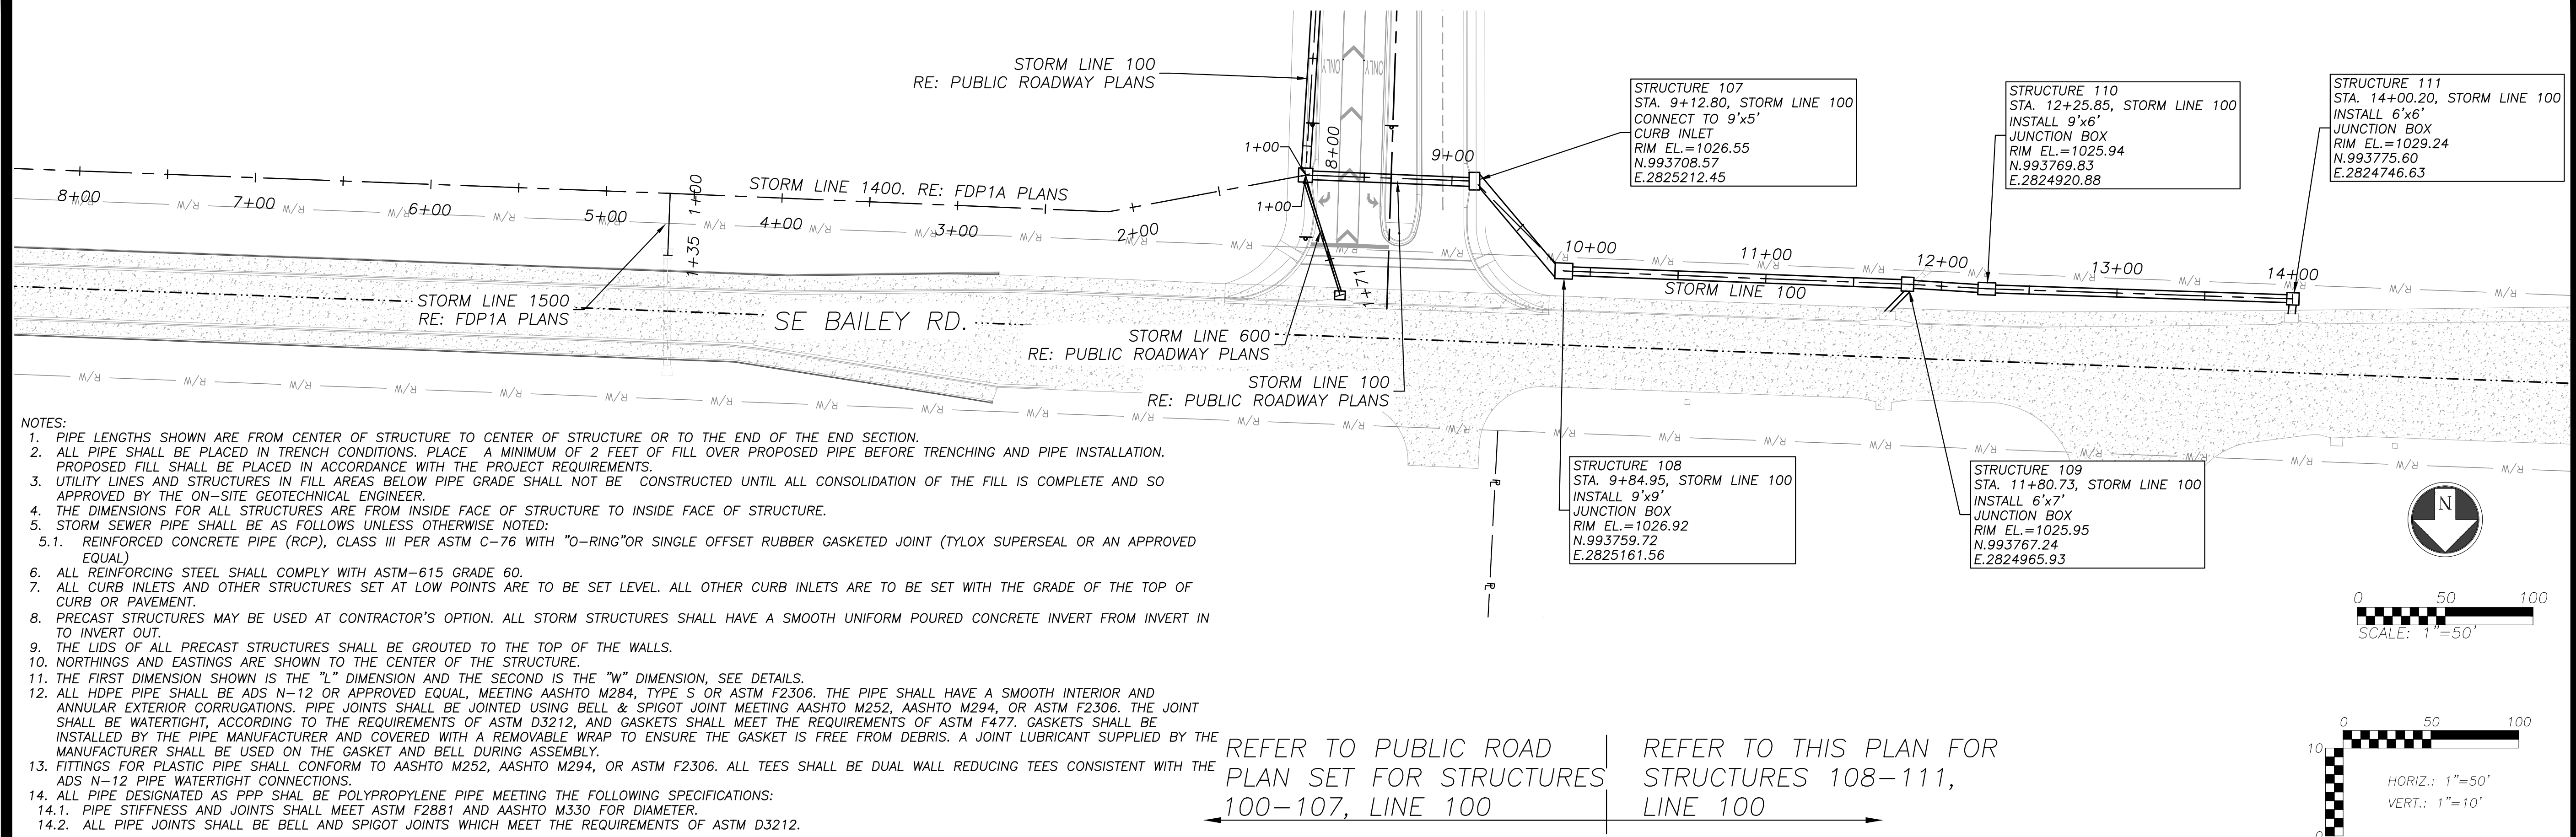 STORM LINE 100
RE: PUBLIC ROADWAY PLANS
ONLY
ONLY
1+00
8+00
9+00
1+00
1+71
STRUCTURE 107
STA. 9+12.80, STORM LINE 100
CONNECT TO 9'x5'
CURB INLET
RIM EL.=1026.55
N.993708.57
E.2825212.45
STRUCTURE 110
STA. 12+25.85, STORM LINE 100
INSTALL 9'x6'
JUNCTION BOX
RIM EL.=1025.94
N.993769.83
E.2824920.88
STRUCTURE 111
STA. 14+00.20, STORM LINE 100
INSTALL 6'x6'
JUNCTION BOX
RIM EL.=1029.24
N.993775.60
E.2824746.63
STORM LINE 1400. RE: FDP1A PLANS
8+00
7+00
6+00
5+00
1+00
1+35
4+00
3+00
2+00
R/W R/W R/W R/W R/W R/W R/W R/W R/W R/W R/W
10+00
11+00
12+00
13+00
14+00
R/W R/W R/W R/W R/W R/W R/W R/W R/W R/W
STORM LINE 100
STORM LINE 1500
RE: FDP1A PLANS
SE BAILEY RD.
STORM LINE 600
RE: PUBLIC ROADWAY PLANS
STORM LINE 100
RE: PUBLIC ROADWAY PLANS
R/W R/W R/W R/W R/W R/W R/W R/W R/W R/W R/W R/W R/W R/W R/W R/W R/W R/W R/W R/W R/W R/W R/W R/W
STRUCTURE 108
STA. 9+84.95, STORM LINE 100
INSTALL 9'x9'
JUNCTION BOX
RIM EL.=1026.92
N.993759.72
E.2825161.56
STRUCTURE 109
STA. 11+80.73, STORM LINE 100
INSTALL 6'x7'
JUNCTION BOX
RIM EL.=1025.95
N.993767.24
E.2824965.93
N
0 50 100
SCALE: 1"=50'
NOTES:
1. PIPE LENGTHS SHOWN ARE FROM CENTER OF STRUCTURE TO CENTER OF STRUCTURE OR TO THE END OF THE END SECTION.
2. ALL PIPE SHALL BE PLACED IN TRENCH CONDITIONS. PLACE A MINIMUM OF 2 FEET OF FILL OVER PROPOSED PIPE BEFORE TRENCHING AND PIPE INSTALLATION.
PROPOSED FILL SHALL BE PLACED IN ACCORDANCE WITH THE PROJECT REQUIREMENTS.
3. UTILITY LINES AND STRUCTURES IN FILL AREAS BELOW PIPE GRADE SHALL NOT BE CONSTRUCTED UNTIL ALL CONSOLIDATION OF THE FILL IS COMPLETE AND SO
APPROVED BY THE ON-SITE GEOTECHNICAL ENGINEER.
4. THE DIMENSIONS FOR ALL STRUCTURES ARE FROM INSIDE FACE OF STRUCTURE TO INSIDE FACE OF STRUCTURE.
5. STORM SEWER PIPE SHALL BE AS FOLLOWS UNLESS OTHERWISE NOTED:
5.1. REINFORCED CONCRETE PIPE (RCP), CLASS III PER ASTM C-76 WITH "O-RING"OR SINGLE OFFSET RUBBER GASKETED JOINT (TYLOX SUPERSEAL OR AN APPROVED
EQUAL)
6. ALL REINFORCING STEEL SHALL COMPLY WITH ASTM-615 GRADE 60.
7. ALL CURB INLETS AND OTHER STRUCTURES SET AT LOW POINTS ARE TO BE SET LEVEL. ALL OTHER CURB INLETS ARE TO BE SET WITH THE GRADE OF THE TOP OF
CURB OR PAVEMENT.
8. PRECAST STRUCTURES MAY BE USED AT CONTRACTOR'S OPTION. ALL STORM STRUCTURES SHALL HAVE A SMOOTH UNIFORM POURED CONCRETE INVERT FROM INVERT IN
TO INVERT OUT.
9. THE LIDS OF ALL PRECAST STRUCTURES SHALL BE GROUTED TO THE TOP OF THE WALLS.
10. NORTHINGS AND EASTINGS ARE SHOWN TO THE CENTER OF THE STRUCTURE.
11. THE FIRST DIMENSION SHOWN IS THE "L" DIMENSION AND THE SECOND IS THE "W" DIMENSION, SEE DETAILS.
12. ALL HDPE PIPE SHALL BE ADS N-12 OR APPROVED EQUAL, MEETING AASHTO M284, TYPE S OR ASTM F2306. THE PIPE SHALL HAVE A SMOOTH INTERIOR AND
ANNULAR EXTERIOR CORRUGATIONS. PIPE JOINTS SHALL BE JOINTED USING BELL & SPIGOT JOINT MEETING AASHTO M252, AASHTO M294, OR ASTM F2306. THE JOINT
SHALL BE WATERTIGHT, ACCORDING TO THE REQUIREMENTS OF ASTM D3212, AND GASKETS SHALL MEET THE REQUIREMENTS OF ASTM F477. GASKETS SHALL BE
INSTALLED BY THE PIPE MANUFACTURER AND COVERED WITH A REMOVABLE WRAP TO ENSURE THE GASKET IS FREE FROM DEBRIS. A JOINT LUBRICANT SUPPLIED BY THE
MANUFACTURER SHALL BE USED ON THE GASKET AND BELL DURING ASSEMBLY.
13. FITTINGS FOR PLASTIC PIPE SHALL CONFORM TO AASHTO M252, AASHTO M294, OR ASTM F2306. ALL TEES SHALL BE DUAL WALL REDUCING TEES CONSISTENT WITH THE
ADS N-12 PIPE WATERTIGHT CONNECTIONS.
14. ALL PIPE DESIGNATED AS PPP SHAL BE POLYPROPYLENE PIPE MEETING THE FOLLOWING SPECIFICATIONS:
14.1. PIPE STIFFNESS AND JOINTS SHALL MEET ASTM F2881 AND AASHTO M330 FOR DIAMETER.
14.2. ALL PIPE JOINTS SHALL BE BELL AND SPIGOT JOINTS WHICH MEET THE REQUIREMENTS OF ASTM D3212.
REFER TO PUBLIC ROAD
PLAN SET FOR STRUCTURES
100-107, LINE 100
REFER TO THIS PLAN FOR
STRUCTURES 108-111,
LINE 100
0 50 100
10
HORIZ.: 1"=50'
VERT.: 1"=10'
0